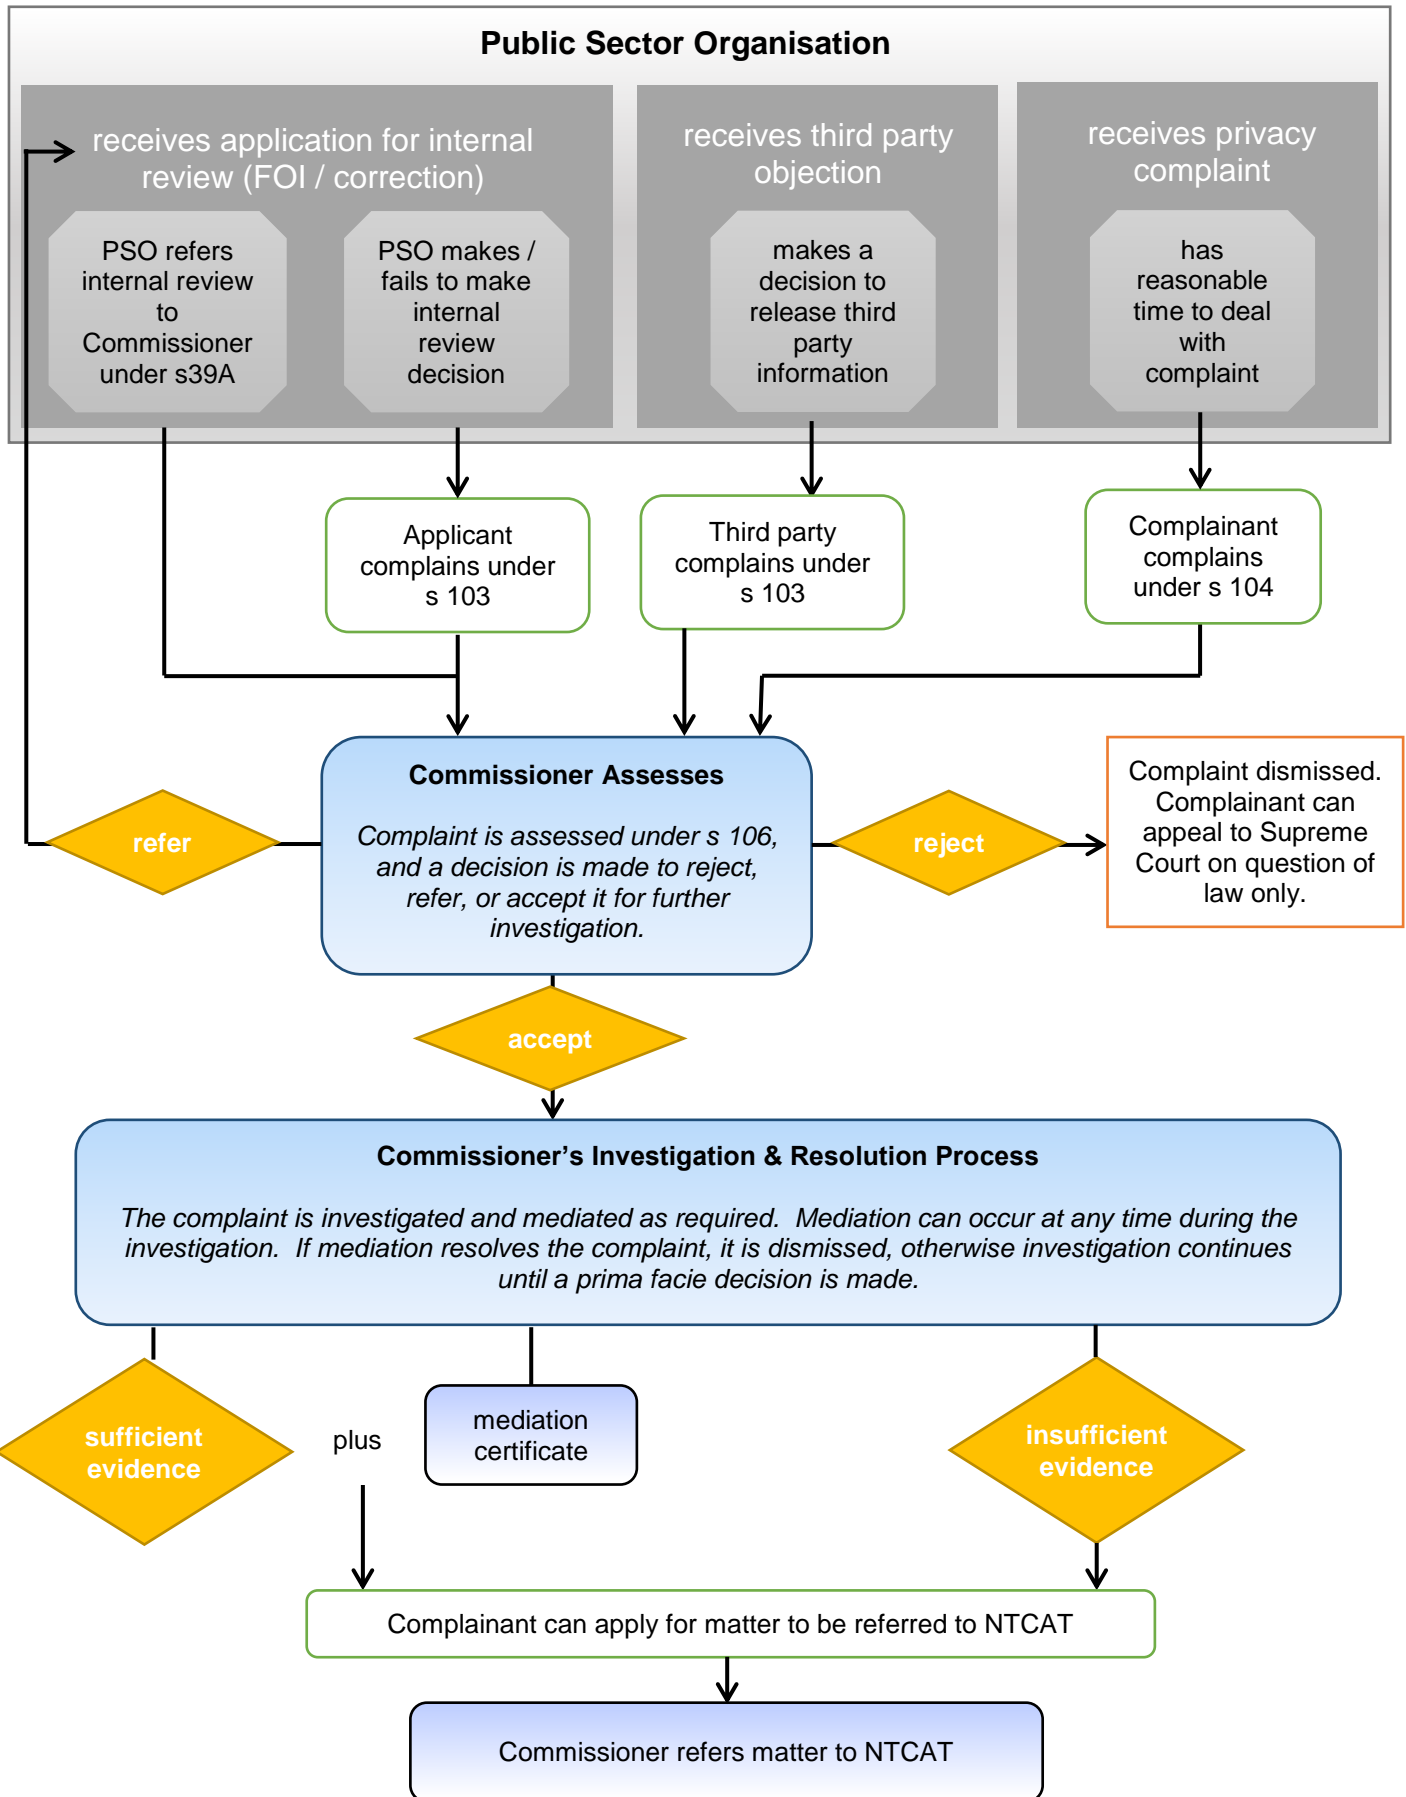 Public Sector Organisation
receives application for internal
review (FOI / correction)
PSO refers
internal review
to
Commissioner
under s39A
PSO makes /
fails to make
internal
review
decision
receives third party
objection
makes a
decision to
release third
party
information
receives privacy
complaint
has
reasonable
time to deal
with
complaint
Applicant
complains under
s 103
Third party
complains under
s 103
Complainant
complains
under s 104
Commissioner Assesses
Complaint is assessed under s 106,
and a decision is made to reject,
refer, or accept it for further
investigation.
refer
reject
Complaint dismissed.
Complainant can
appeal to Supreme
Court on question of
law only.
accept
Commissioner’s Investigation & Resolution Process
The complaint is investigated and mediated as required.  Mediation can occur at any time during the
investigation.  If mediation resolves the complaint, it is dismissed, otherwise investigation continues
until a prima facie decision is made.
sufficient
evidence
plus
mediation
certificate
insufficient
evidence
Complainant can apply for matter to be referred to NTCAT
Commissioner refers matter to NTCAT